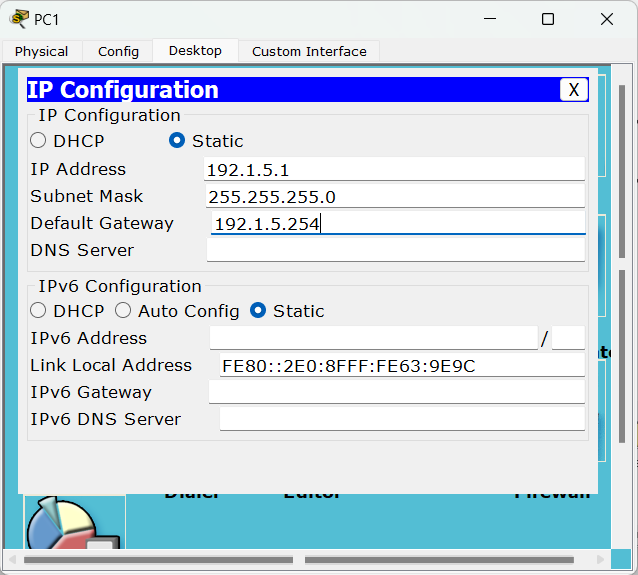 PC1
Physical Config Desktop Custom Interface
IP Configuration X
IP Configuration
DHCP Static
IP Address 192.1.5.1
Subnet Mask 255.255.255.0
Default Gateway 192.1.5.254
DNS Server
IPv6 Configuration
DHCP Auto Config Static
IPv6 Address /
Link Local Address FE80::2E0:8FFF:FE63:9E9C
IPv6 Gateway
IPv6 DNS Server
Dialer Editor Firewall